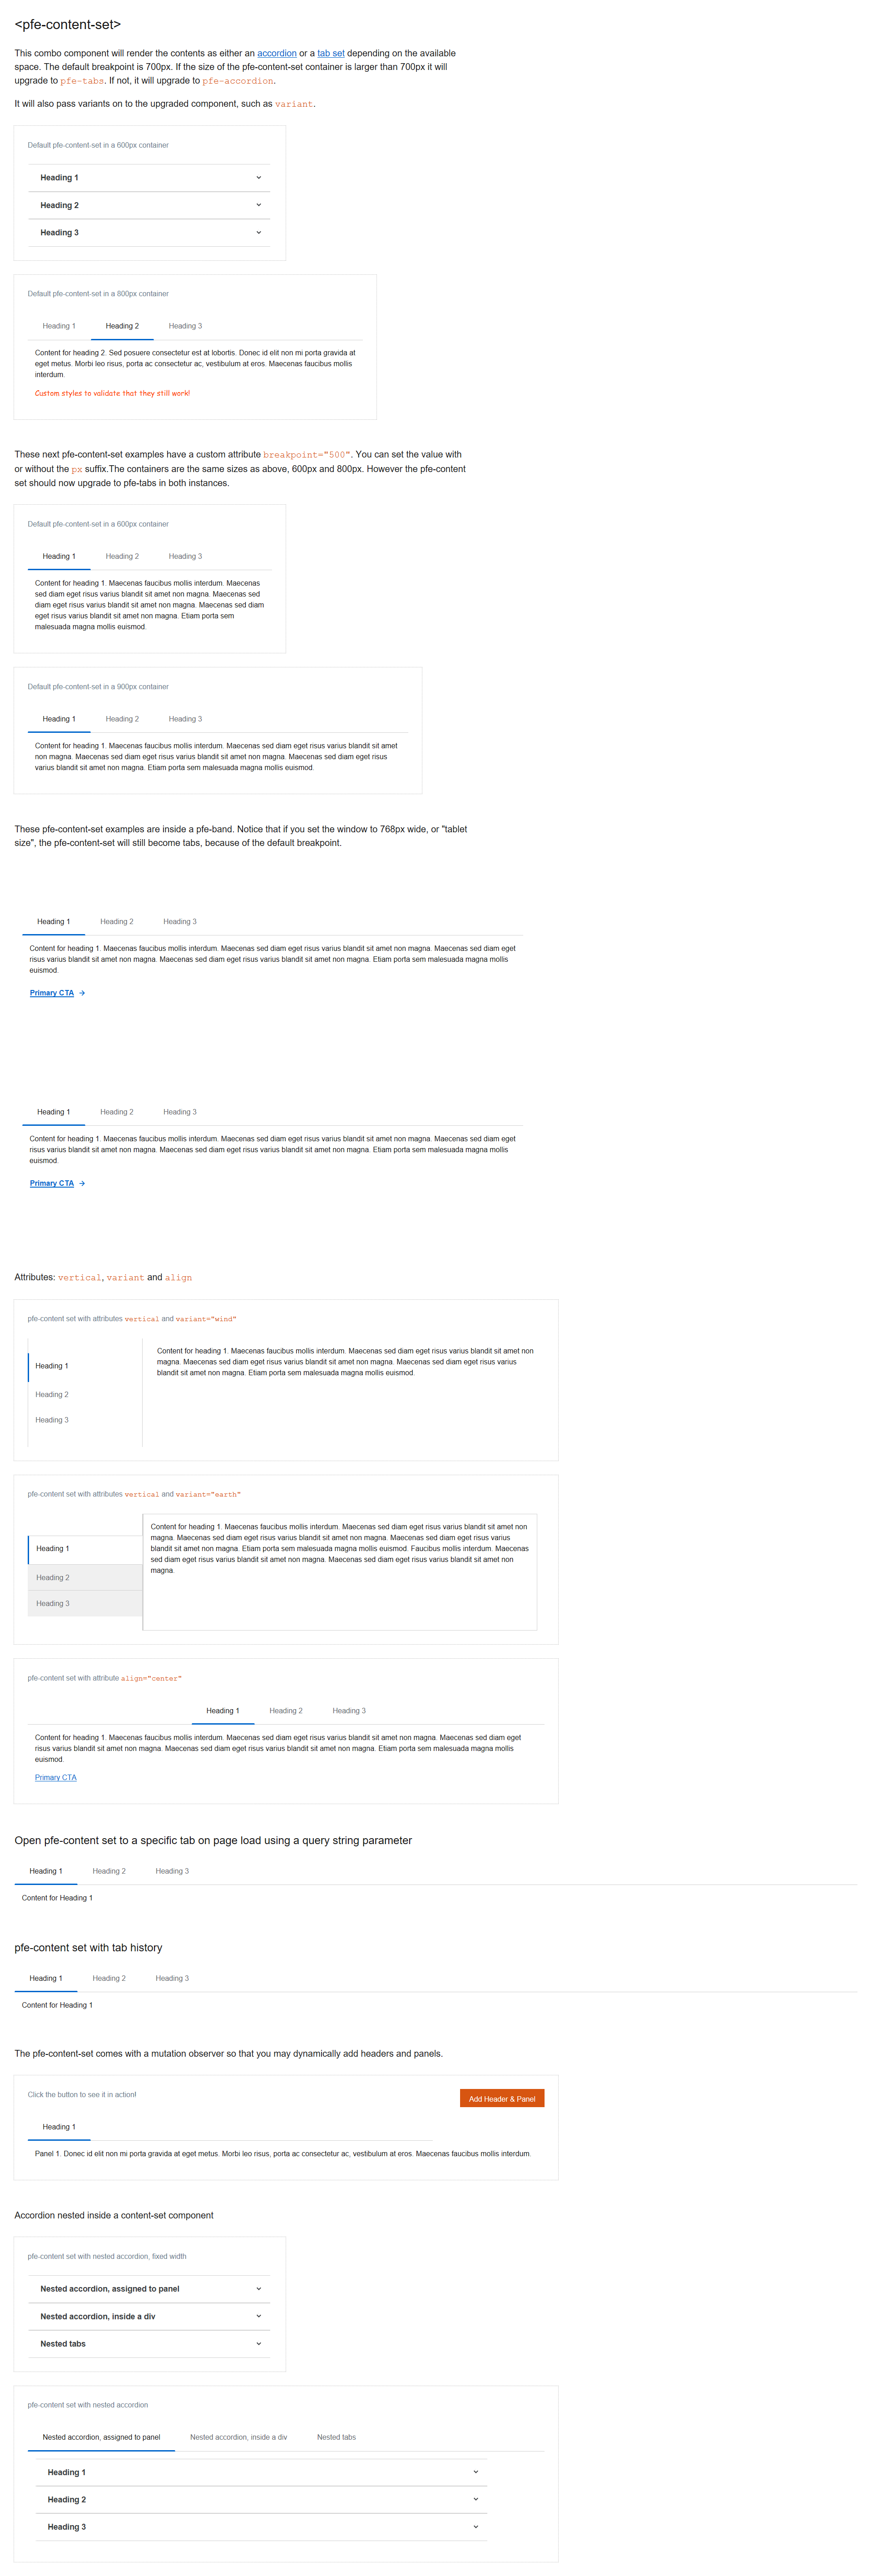 <pfe-content-set>
This combo component will render the contents as either an accordion or a tab set depending on the available
space. The default breakpoint is 700px. If the size of the pfe-content-set container is larger than 700px it will
upgrade to pfe-tabs. If not, it will upgrade to pfe-accordion.
It will also pass variants on to the upgraded component, such as variant.
Default pfe-content-set in a 600px container
Heading 1
Heading 2
Heading 3
Default pfe-content-set in a 800px container
Heading 1 Heading 2 Heading 3
Content for heading 2. Sed posuere consectetur est at lobortis. Donec id elit non mi porta gravida at
eget metus. Morbi leo risus, porta ac consectetur ac, vestibulum at eros. Maecenas faucibus mollis
interdum.
Custom styles to validate that they still work!
These next pfe-content-set examples have a custom attribute breakpoint="500". You can set the value with
or without the px suffix.The containers are the same sizes as above, 600px and 800px. However the pfe-content
set should now upgrade to pfe-tabs in both instances.
Default pfe-content-set in a 600px container
Heading 1 Heading 2 Heading 3
Content for heading 1. Maecenas faucibus mollis interdum. Maecenas
sed diam eget risus varius blandit sit amet non magna. Maecenas sed
diam eget risus varius blandit sit amet non magna. Maecenas sed diam
eget risus varius blandit sit amet non magna. Etiam porta sem
malesuada magna mollis euismod.
Default pfe-content-set in a 900px container
Heading 1 Heading 2 Heading 3
Content for heading 1. Maecenas faucibus mollis interdum. Maecenas sed diam eget risus varius blandit sit amet
non magna. Maecenas sed diam eget risus varius blandit sit amet non magna. Maecenas sed diam eget risus
varius blandit sit amet non magna. Etiam porta sem malesuada magna mollis euismod.
These pfe-content-set examples are inside a pfe-band. Notice that if you set the window to 768px wide, or "tablet
size", the pfe-content-set will still become tabs, because of the default breakpoint.
Heading 1 Heading 2 Heading 3
Content for heading 1. Maecenas faucibus mollis interdum. Maecenas sed diam eget risus varius blandit sit amet non magna. Maecenas sed diam eget
risus varius blandit sit amet non magna. Maecenas sed diam eget risus varius blandit sit amet non magna. Etiam porta sem malesuada magna mollis
euismod.
Primary CTA
Heading 1 Heading 2 Heading 3
Content for heading 1. Maecenas faucibus mollis interdum. Maecenas sed diam eget risus varius blandit sit amet non magna. Maecenas sed diam eget
risus varius blandit sit amet non magna. Maecenas sed diam eget risus varius blandit sit amet non magna. Etiam porta sem malesuada magna mollis
euismod.
Primary CTA
Attributes: vertical, variant and align
pfe-content set with attributes vertical and variant="wind"
Content for heading 1. Maecenas faucibus mollis interdum. Maecenas sed diam eget risus varius blandit sit amet non
magna. Maecenas sed diam eget risus varius blandit sit amet non magna. Maecenas sed diam eget risus varius
blandit sit amet non magna. Etiam porta sem malesuada magna mollis euismod.
Heading 1
Heading 2
Heading 3
pfe-content set with attributes vertical and variant="earth"
Content for heading 1. Maecenas faucibus mollis interdum. Maecenas sed diam eget risus varius blandit sit amet non
magna. Maecenas sed diam eget risus varius blandit sit amet non magna. Maecenas sed diam eget risus varius
blandit sit amet non magna. Etiam porta sem malesuada magna mollis euismod. Faucibus mollis interdum. Maecenas
sed diam eget risus varius blandit sit amet non magna. Maecenas sed diam eget risus varius blandit sit amet non
magna.
Heading 1
Heading 2
Heading 3
pfe-content set with attribute align="center"
Heading 1 Heading 2 Heading 3
Content for heading 1. Maecenas faucibus mollis interdum. Maecenas sed diam eget risus varius blandit sit amet non magna. Maecenas sed diam eget
risus varius blandit sit amet non magna. Maecenas sed diam eget risus varius blandit sit amet non magna. Etiam porta sem malesuada magna mollis
euismod.
Primary CTA
Open pfe-content set to a specific tab on page load using a query string parameter
Heading 1 Heading 2 Heading 3
Content for Heading 1
pfe-content set with tab history
Heading 1 Heading 2 Heading 3
Content for Heading 1
The pfe-content-set comes with a mutation observer so that you may dynamically add headers and panels.
Click the button to see it in action!
Add Header & Panel
Heading 1
Panel 1. Donec id elit non mi porta gravida at eget metus. Morbi leo risus, porta ac consectetur ac, vestibulum at eros. Maecenas faucibus mollis interdum.
Accordion nested inside a content-set component
pfe-content set with nested accordion, fixed width
Nested accordion, assigned to panel
Nested accordion, inside a div
Nested tabs
pfe-content set with nested accordion
Nested accordion, assigned to panel Nested accordion, inside a div Nested tabs
Heading 1
Heading 2
Heading 3